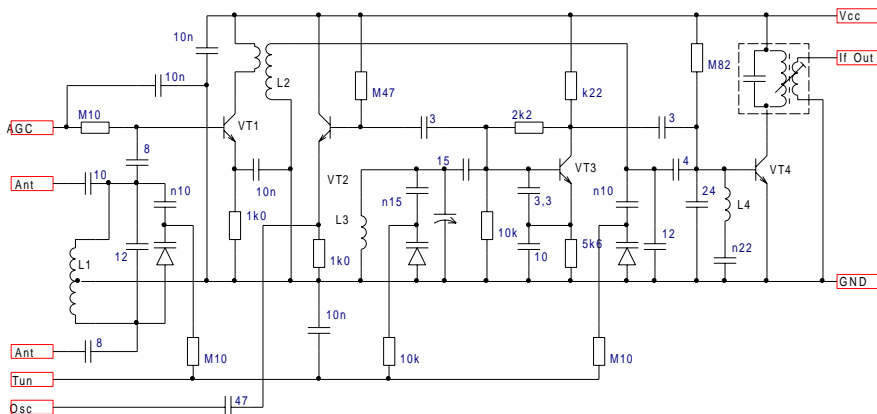 Vcc
10n
If Out
L2
M82
10n
M47
k22
AGC
M10
VT1
3
2k2
3
8
10
Ant
n10
10n
VT2
15
VT3
4
VT4
n15
3,3
n10
24
L4
L3
1k0
10k
5k6
12
L1
12
1k0
10
n22
GND
10n
Ant
8
M10
10k
M10
Tun
Osc
47